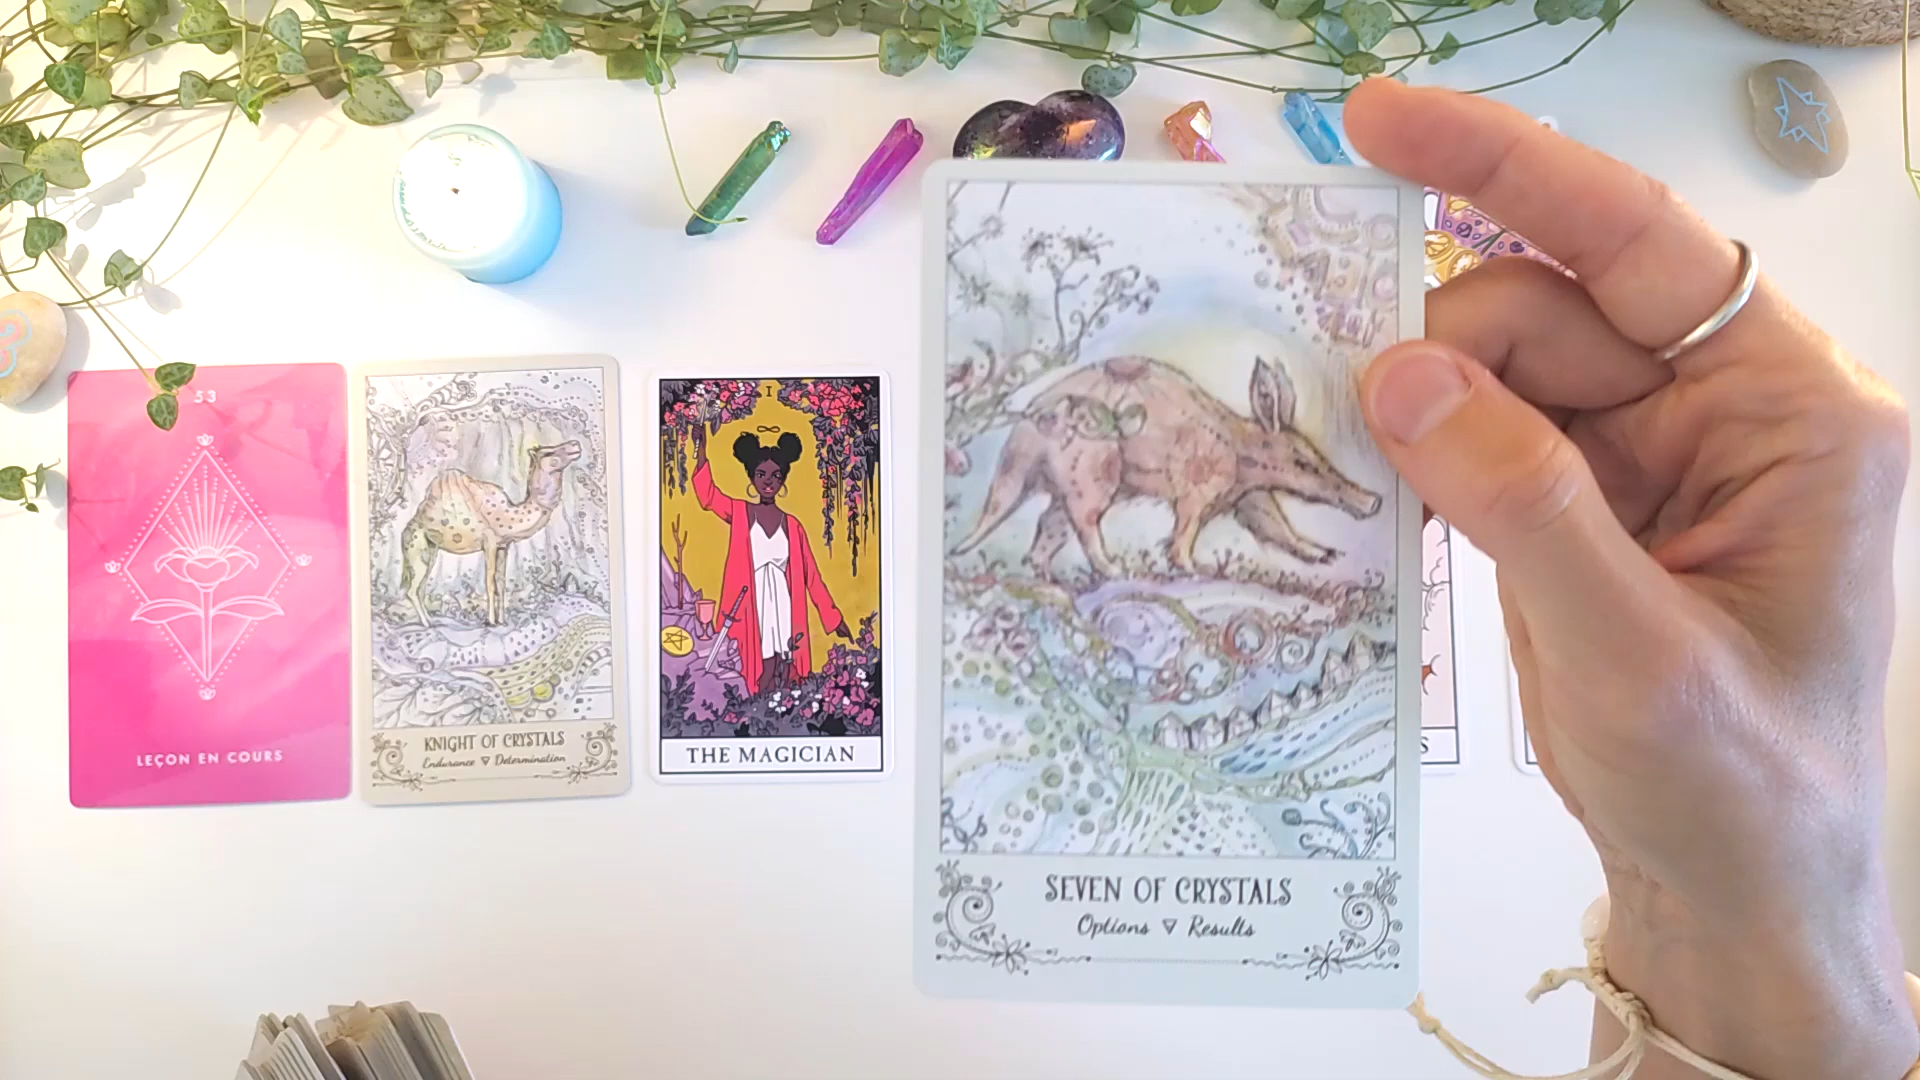 53
LEÇON EN COURS
KNIGHT OF CRYSTALS
Endurance ▽ Determination
I
THE MAGICIAN
SEVEN OF CRYSTALS
Options ▽ Results
S